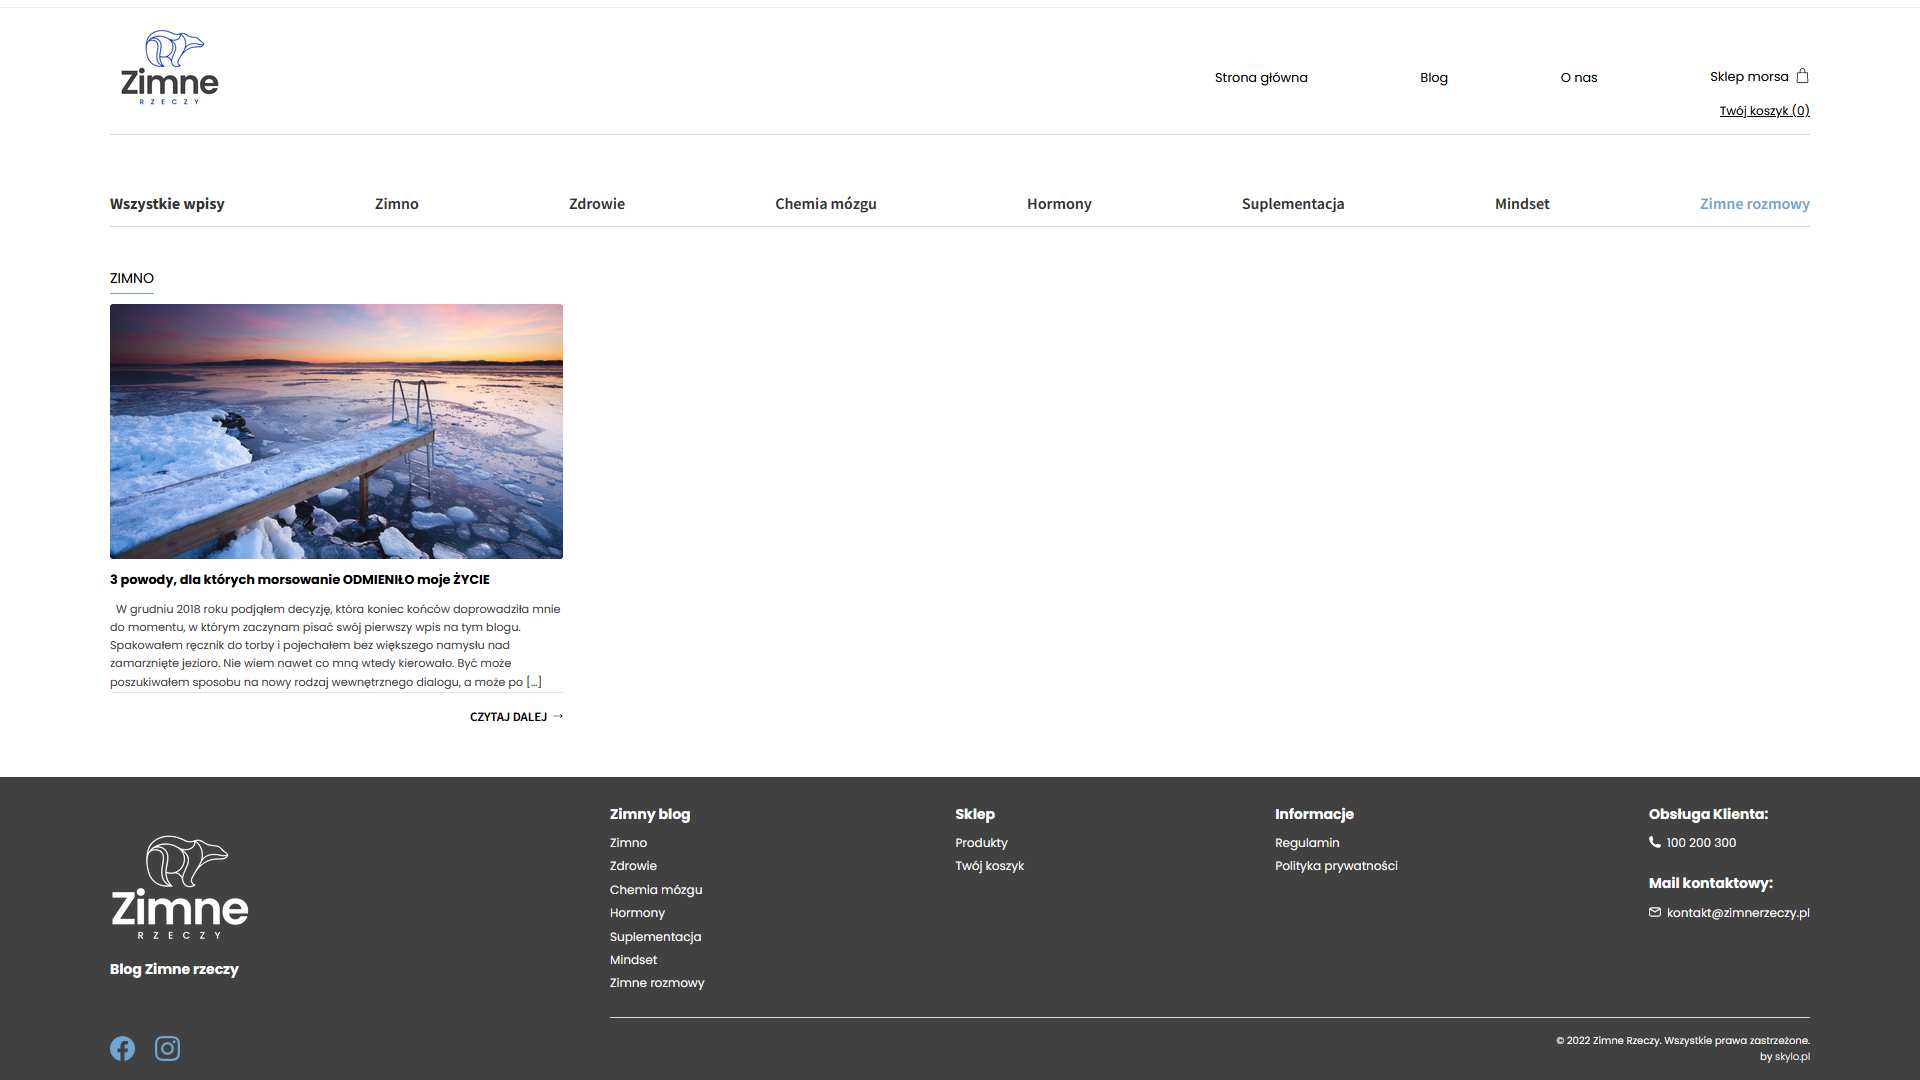 Zimne
RZECZY
Strona główna
Blog
O nas
Sklep morsa
Twój koszyk (0)
Wszystkie wpisy
Zimno
Zdrowie
Chemia mózgu
Hormony
Suplementacja
Mindset
Zimne rozmowy
ZIMNO
3 powody, dla których morsowanie ODMIENIŁO moje ŻYCIE
W grudniu 2018 roku podjąłem decyzję, która koniec końców doprowadziła mnie
do momentu, w którym zaczynam pisać swój pierwszy wpis na tym blogu.
Spakowałem ręcznik do torby i pojechałem bez większego namysłu nad
zamarznięte jezioro. Nie wiem nawet co mną wtedy kierowało. Być może
poszukiwałem sposobu na nowy rodzaj wewnętrznego dialogu, a może po [...]
CZYTAJ DALEJ →
Zimne
RZECZY
Blog Zimne rzeczy
Zimny blog
Zimno
Zdrowie
Chemia mózgu
Hormony
Suplementacja
Mindset
Zimne rozmowy
Sklep
Produkty
Twój koszyk
Informacje
Regulamin
Polityka prywatności
Obsługa Klienta:
100 200 300
Mail kontaktowy:
kontakt@zimnerzeczy.pl
© 2022 Zimne Rzeczy. Wszystkie prawa zastrzeżone.
by skylo.pl